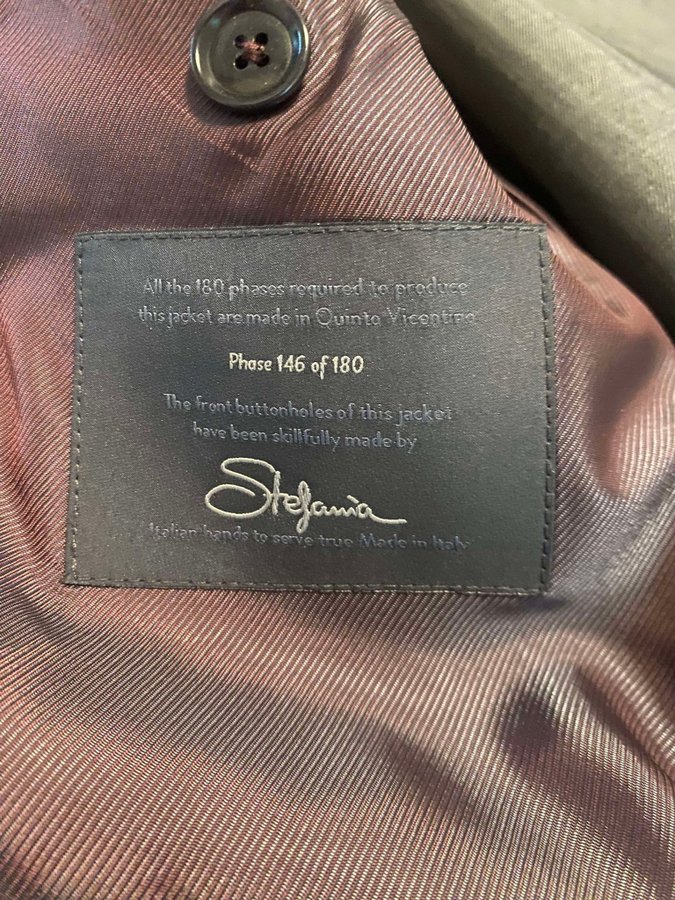 All the 180 phases required to produce
this jacket are made in Quinto Vicentino
Phase 146 of 180
The front buttonholes of this jacket
have been skillfully made by
Stefania
Italian hands to serve true Made in Italy